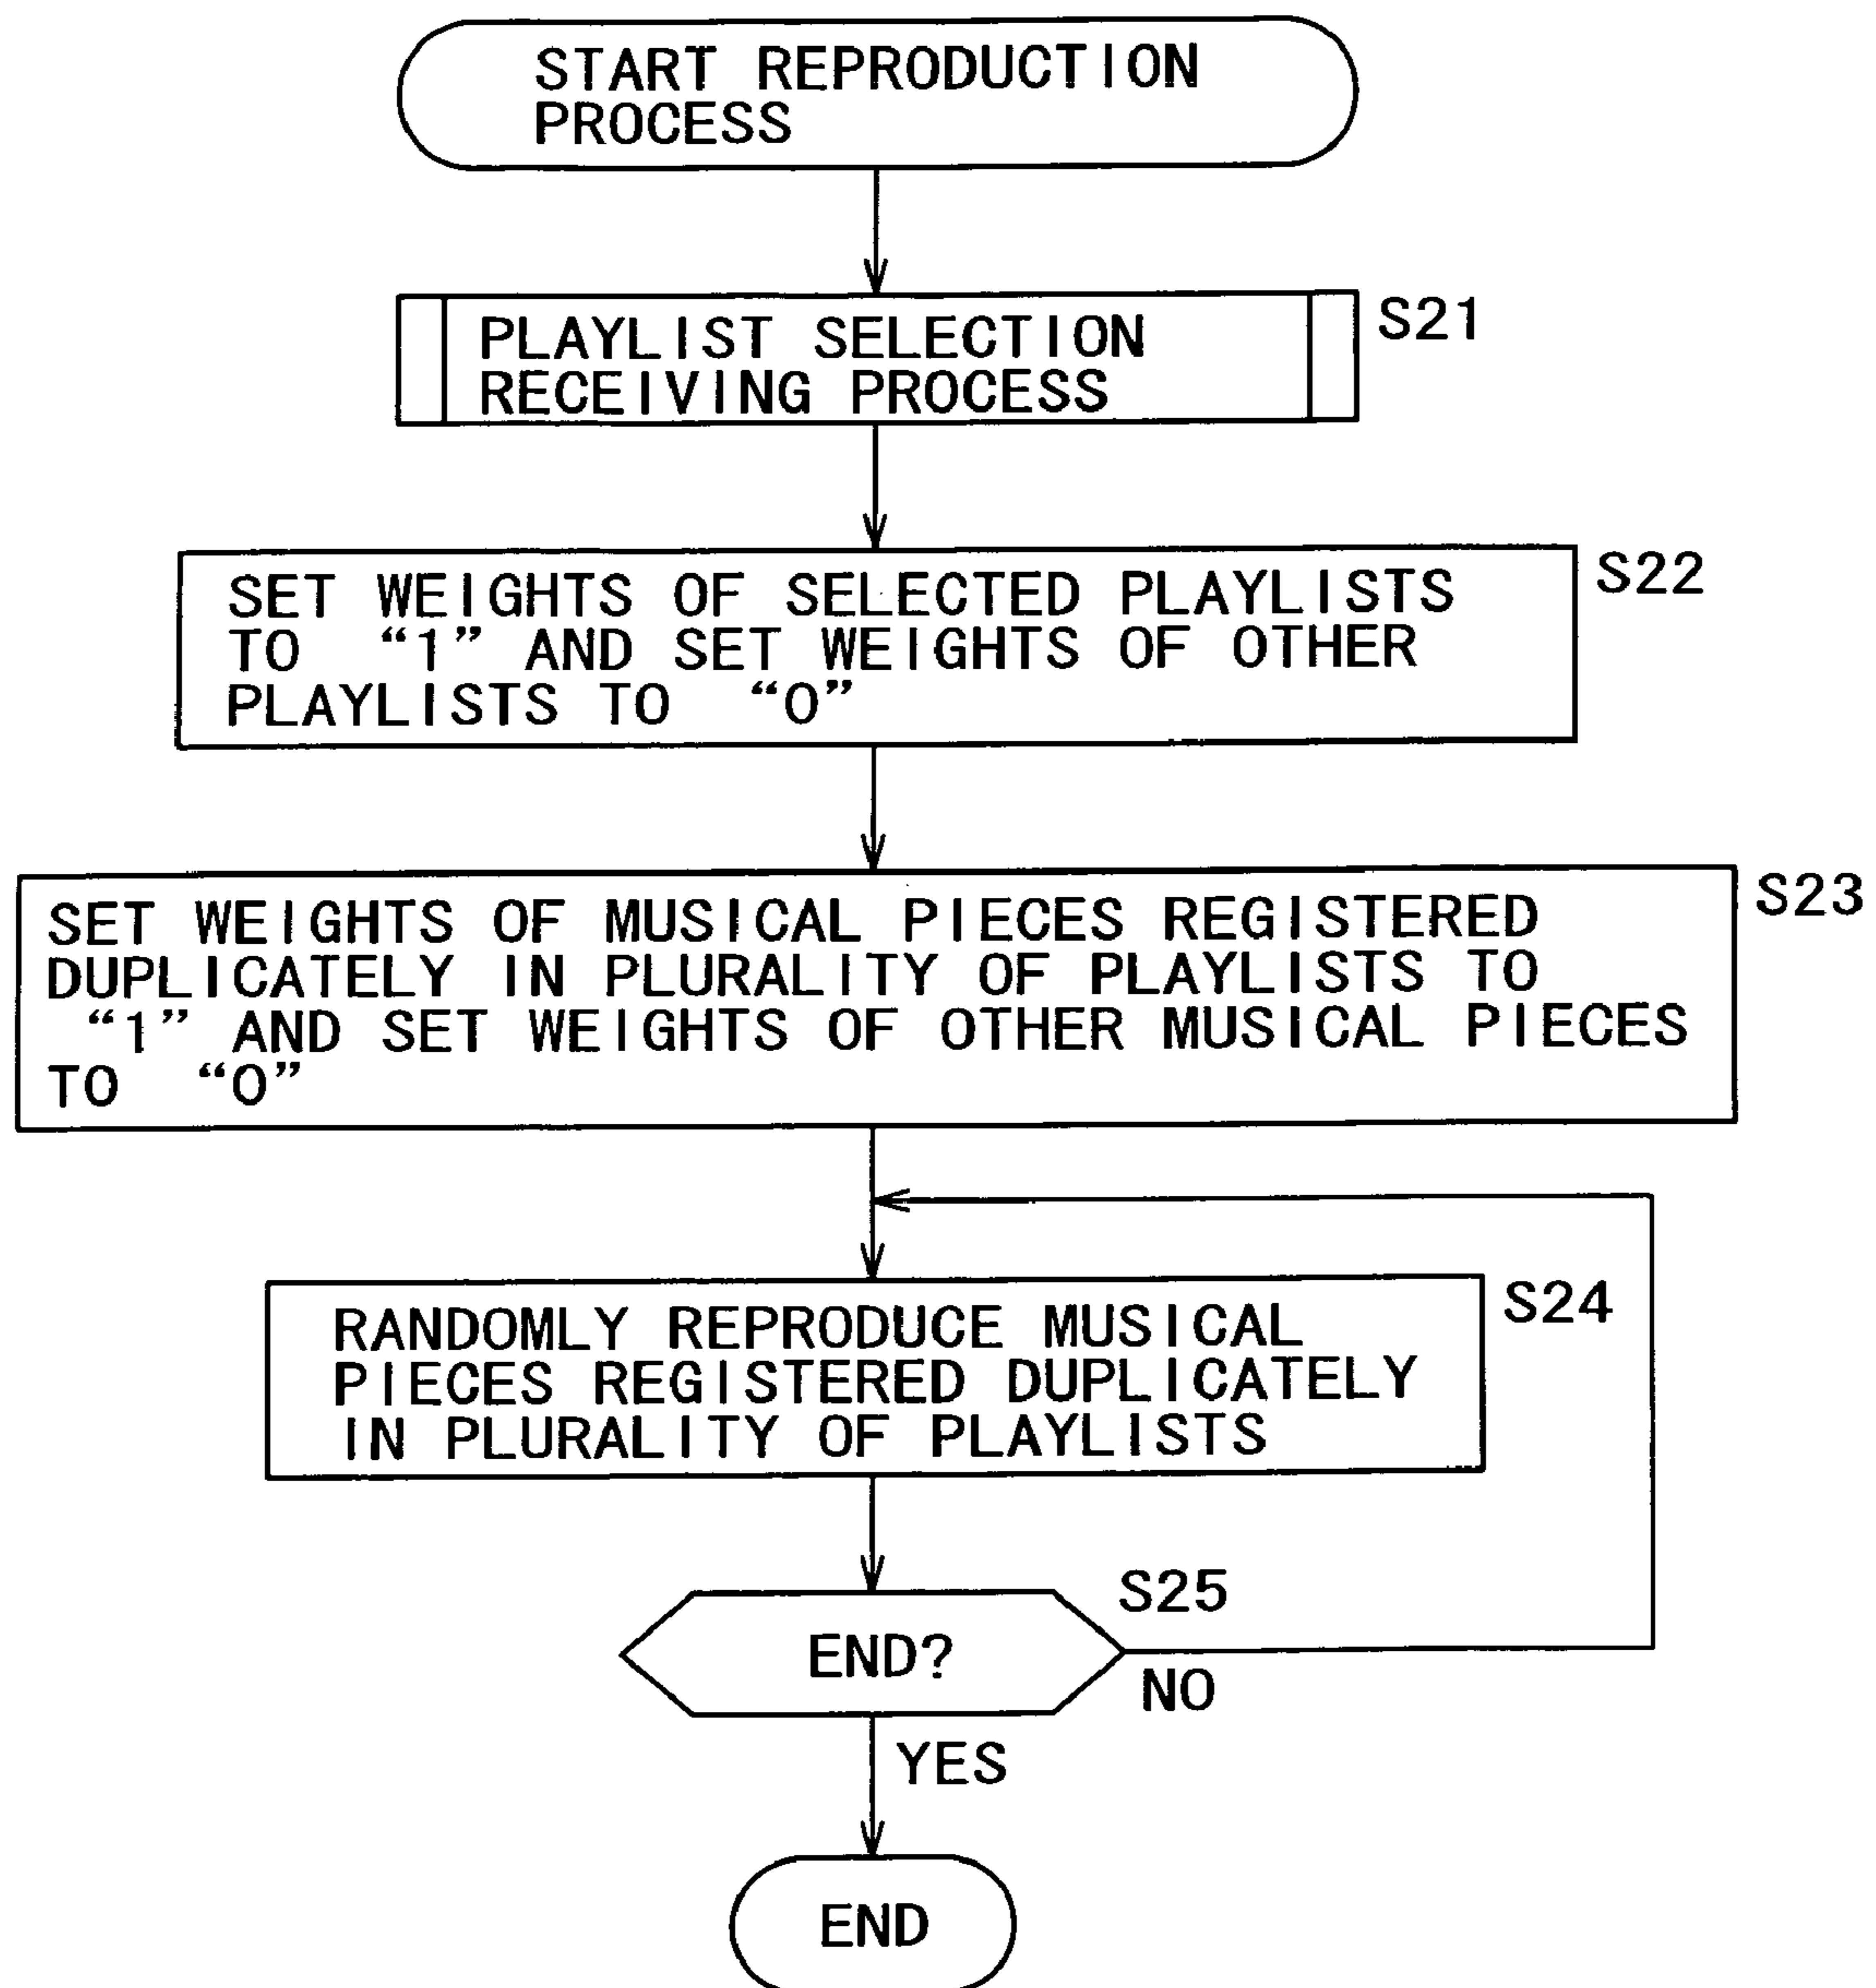 START REPRODUCTION
PROCESS
PLAYLIST SELECTION
RECEIVING PROCESS
S21
SET WEIGHTS OF SELECTED PLAYLISTS
TO “1” AND SET WEIGHTS OF OTHER
PLAYLISTS TO “0”
S22
SET WEIGHTS OF MUSICAL PIECES REGISTERED
DUPLICATELY IN PLURALITY OF PLAYLISTS TO
“1” AND SET WEIGHTS OF OTHER MUSICAL PIECES
TO “0”
S23
RANDOMLY REPRODUCE MUSICAL
PIECES REGISTERED DUPLICATELY
IN PLURALITY OF PLAYLISTS
S24
S25
END?
NO
YES
END